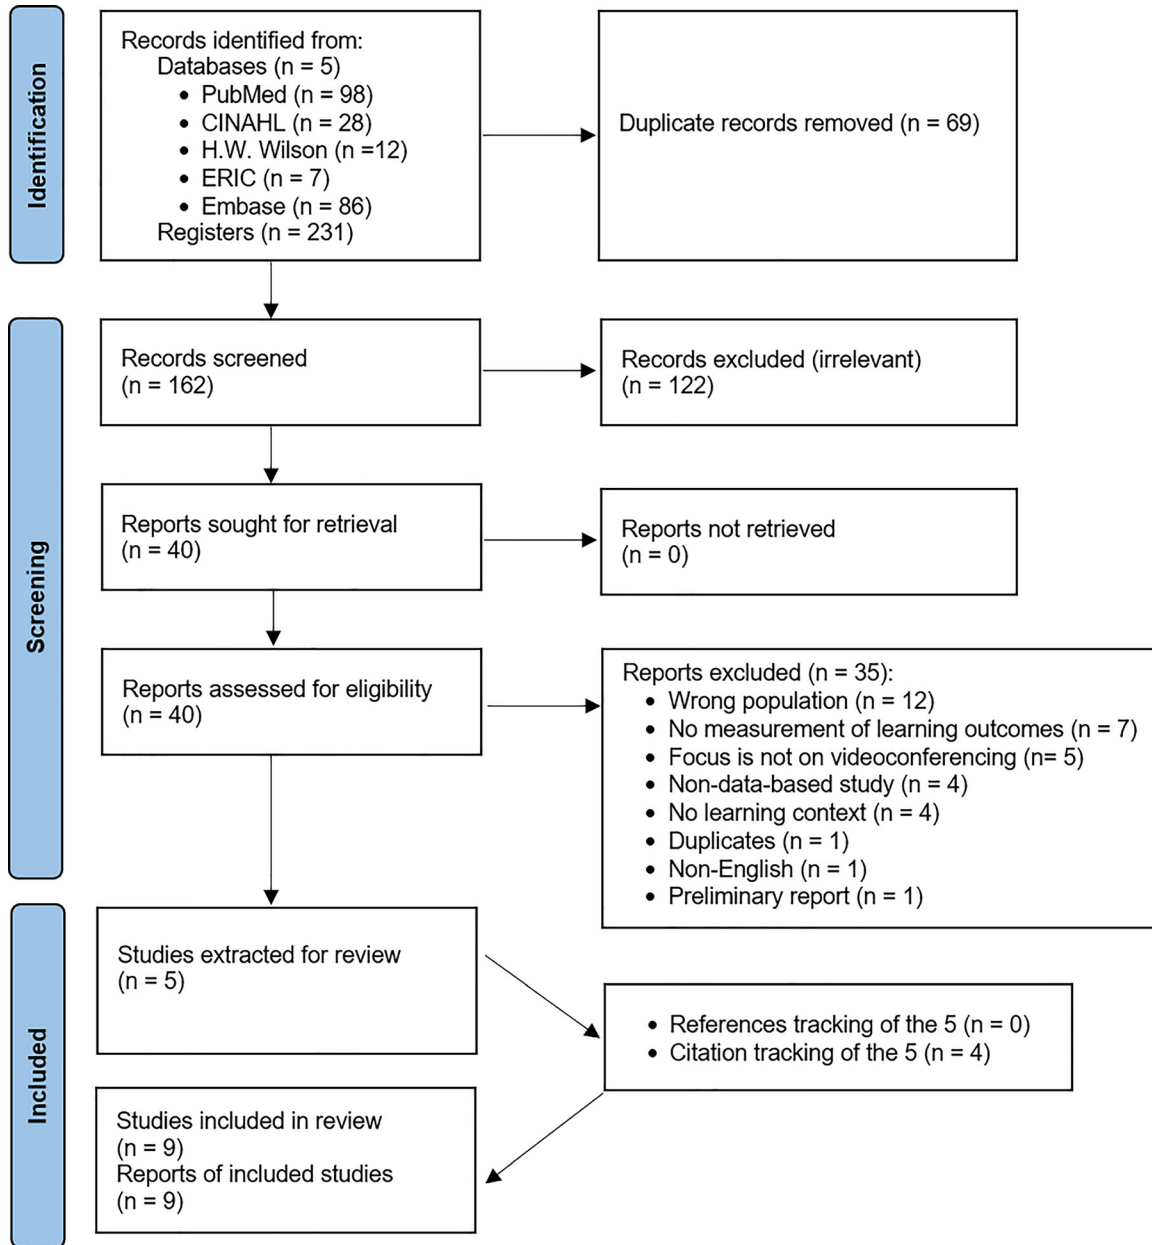 Identification
Records identified from:
Databases (n = 5)
• PubMed (n = 98)
• CINAHL (n = 28)
• H.W. Wilson (n =12)
• ERIC (n = 7)
• Embase (n = 86)
Registers (n = 231)
Duplicate records removed (n = 69)
Screening
Records screened
(n = 162)
Records excluded (irrelevant)
(n = 122)
Reports sought for retrieval
(n = 40)
Reports not retrieved
(n = 0)
Reports assessed for eligibility
(n = 40)
Reports excluded (n = 35):
• Wrong population (n = 12)
• No measurement of learning outcomes (n = 7)
• Focus is not on videoconferencing (n= 5)
• Non-data-based study (n = 4)
• No learning context (n = 4)
• Duplicates (n = 1)
• Non-English (n = 1)
• Preliminary report (n = 1)
Included
Studies extracted for review
(n = 5)
• References tracking of the 5 (n = 0)
• Citation tracking of the 5 (n = 4)
Studies included in review
(n = 9)
Reports of included studies
(n = 9)